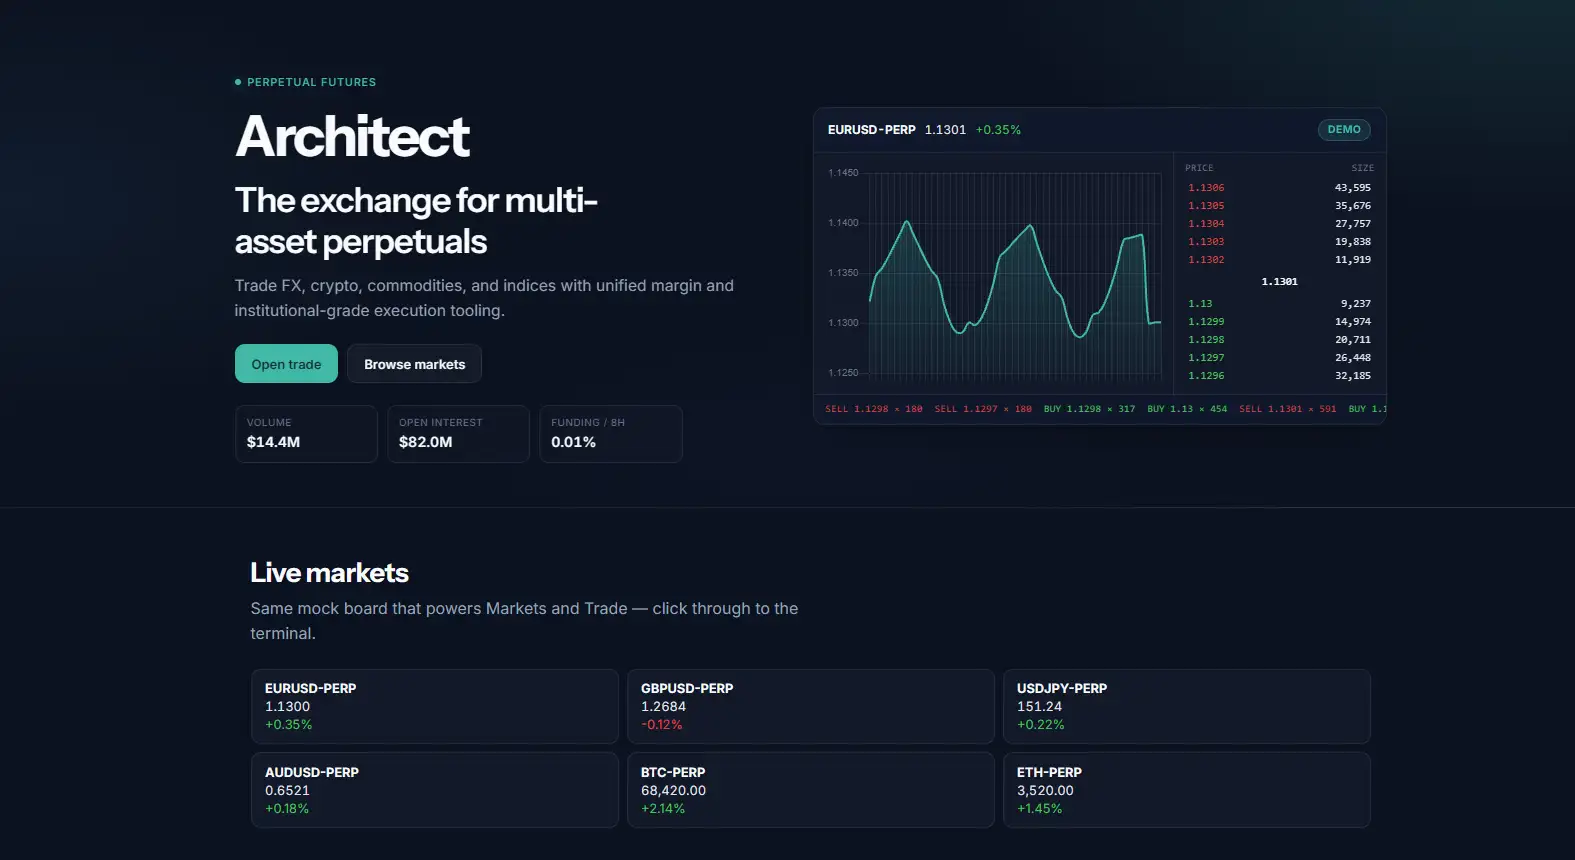 PERPETUAL FUTURES
Architect
The exchange for multi-
asset perpetuals
Trade FX, crypto, commodities, and indices with unified margin and
institutional-grade execution tooling.
Open trade
Browse markets
VOLUME
$14.4M
OPEN INTEREST
$82.0M
FUNDING / 8H
0.01%
EURUSD-PERP 1.1301 +0.35%
DEMO
1.1450
1.1400
1.1350
1.1300
1.1250
PRICE SIZE
1.1306 43,595
1.1305 35,676
1.1304 27,757
1.1303 19,838
1.1302 11,919
1.1301
1.13 9,237
1.1299 14,974
1.1298 20,711
1.1297 26,448
1.1296 32,185
SELL 1.1298 × 180 SELL 1.1297 × 180 BUY 1.1298 × 317 BUY 1.13 × 454 SELL 1.1301 × 591 BUY 1.1
Live markets
Same mock board that powers Markets and Trade — click through to the
terminal.
EURUSD-PERP
1.1300
+0.35%
GBPUSD-PERP
1.2684
-0.12%
USDJPY-PERP
151.24
+0.22%
AUDUSD-PERP
0.6521
+0.18%
BTC-PERP
68,420.00
+2.14%
ETH-PERP
3,520.00
+1.45%